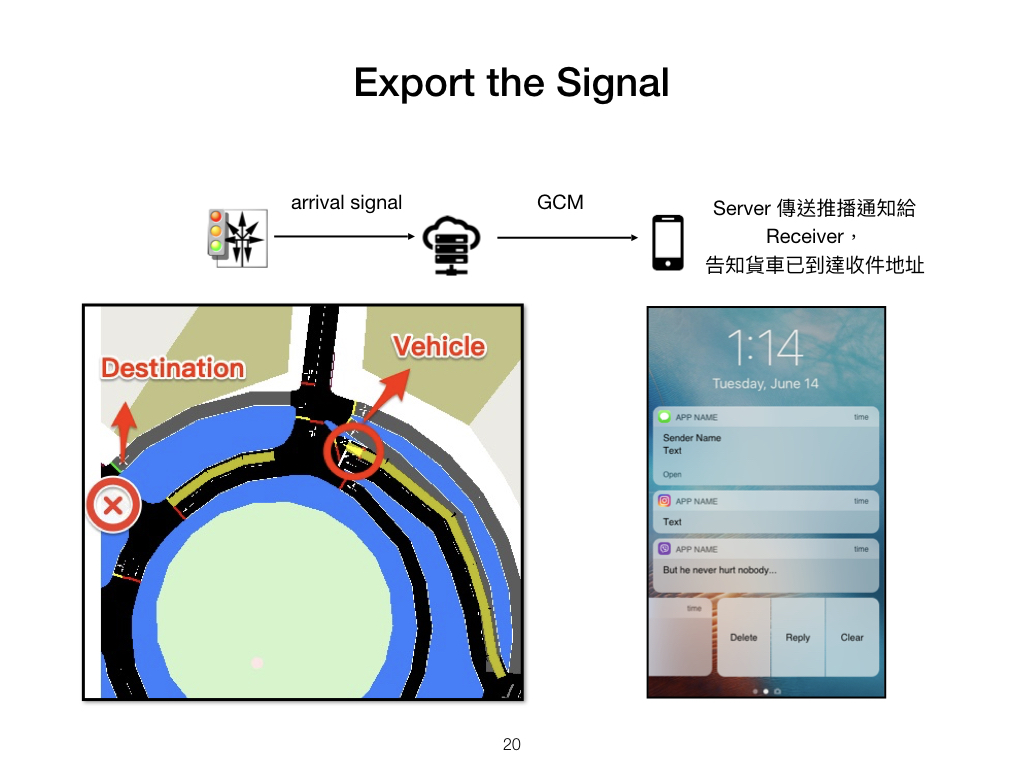 Export the Signal
arrival signal
GCM
Server 傳送推播通知給
Receiver，
告知貨車已到達收件地址
Destination
Vehicle
1:14
Tuesday, June 14
APP NAME time
Sender Name
Text
Open
APP NAME
Text
APP NAME time
But he never hurt nobody...
time
Delete Reply Clear
20